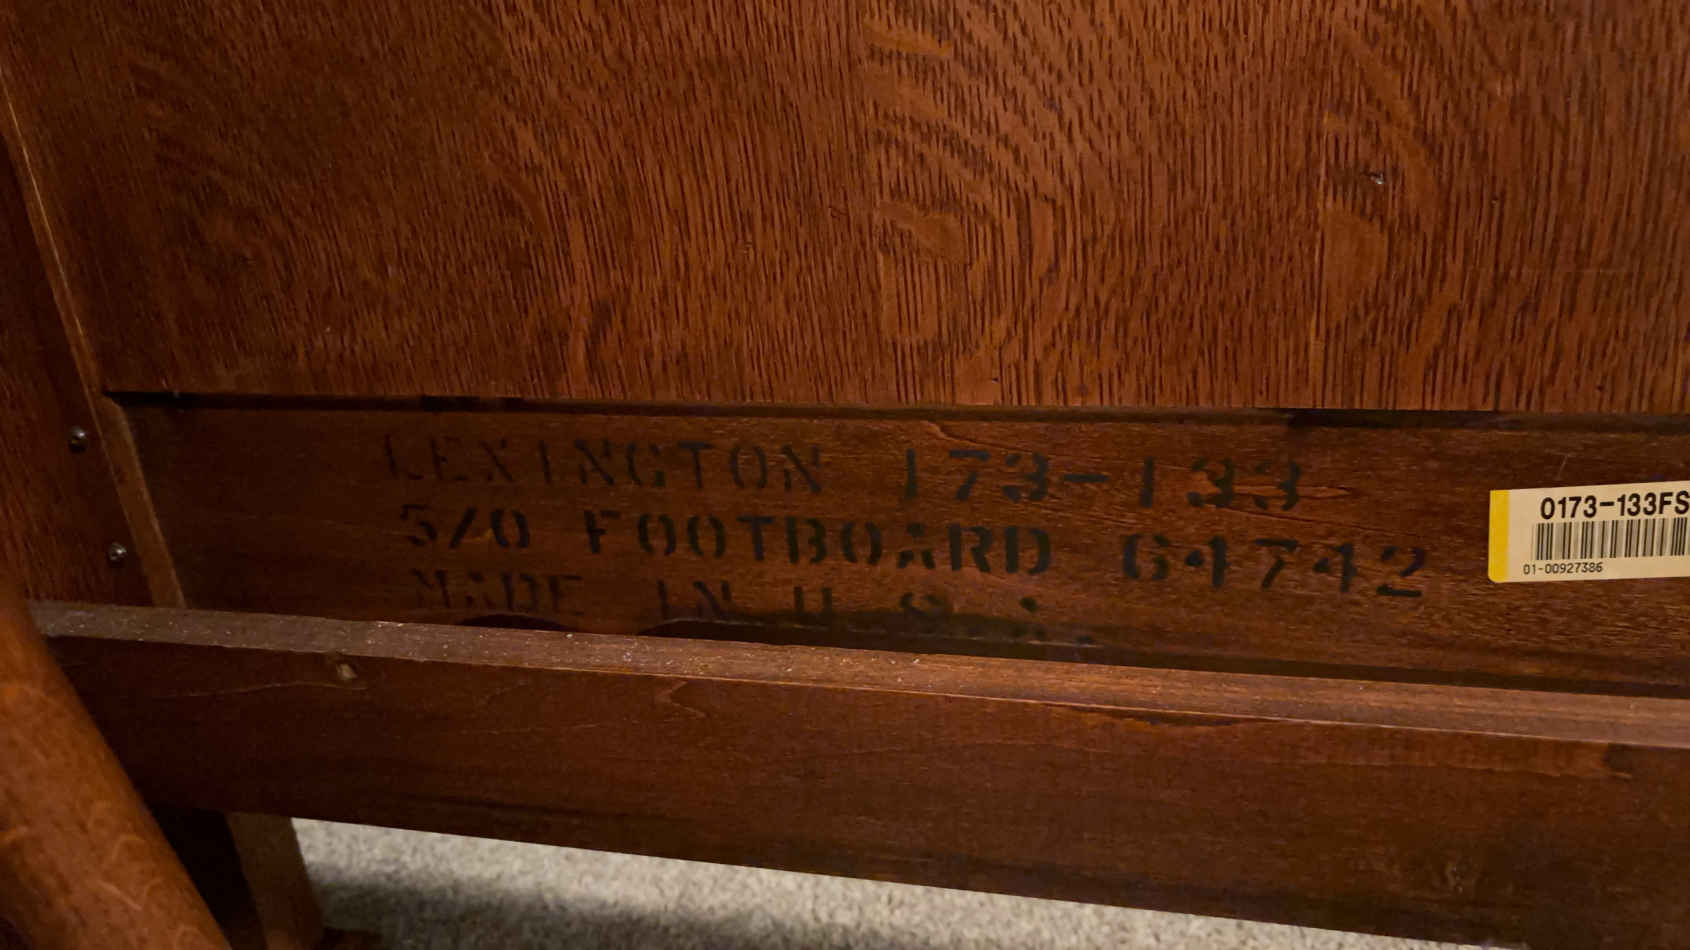 LEXINGTON 173-133
5/0 FOOTBOARD 64742
MADE IN U.S.A.
0173-133FS
01-00927386